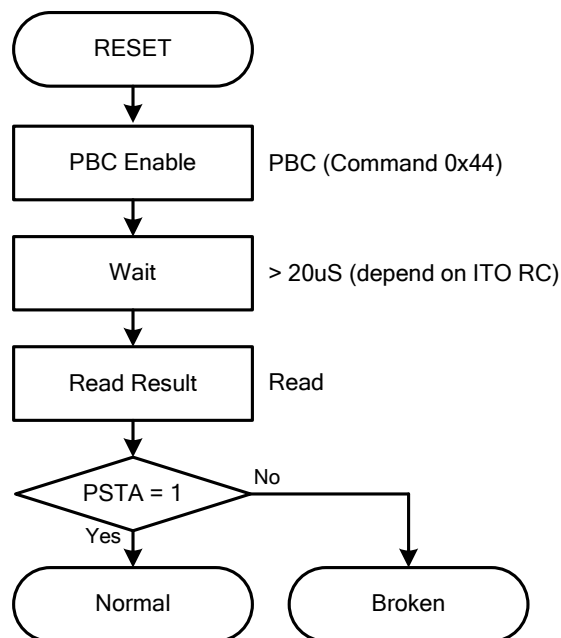 RESET
PBC Enable
PBC (Command 0x44)
Wait
> 20uS (depend on ITO RC)
Read Result
Read
PSTA = 1
No
Yes
Normal
Broken